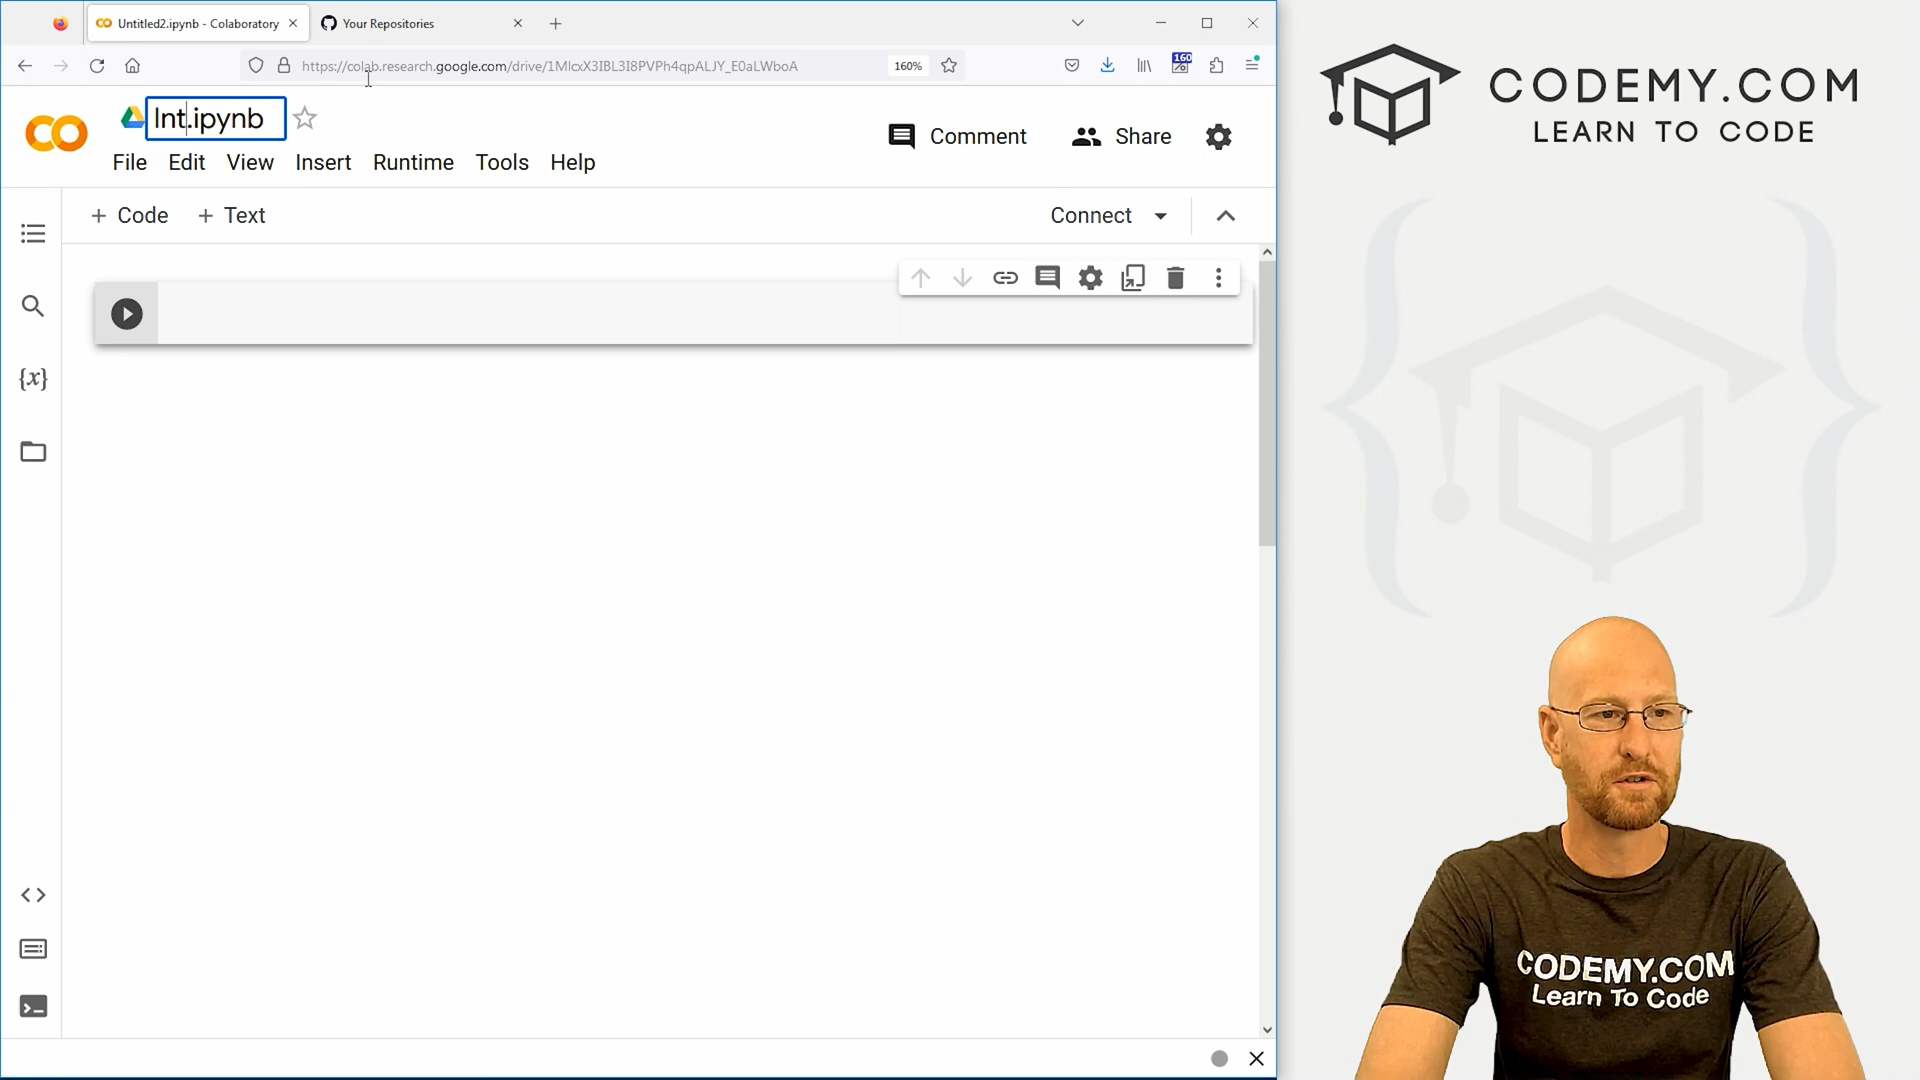 Untitled2.ipynb - Colaboratory
Your Repositories
https://colab.research.google.com/drive/1MlcxX3IBL3I8PVPh4qpALJY_E0aLWboA
160%
160
Int.ipynb
Comment
Share
File Edit View Insert Runtime Tools Help
+ Code + Text
Connect
{x}
CODEMY.COM
LEARN TO CODE
CODEMY.COM
Learn To Code